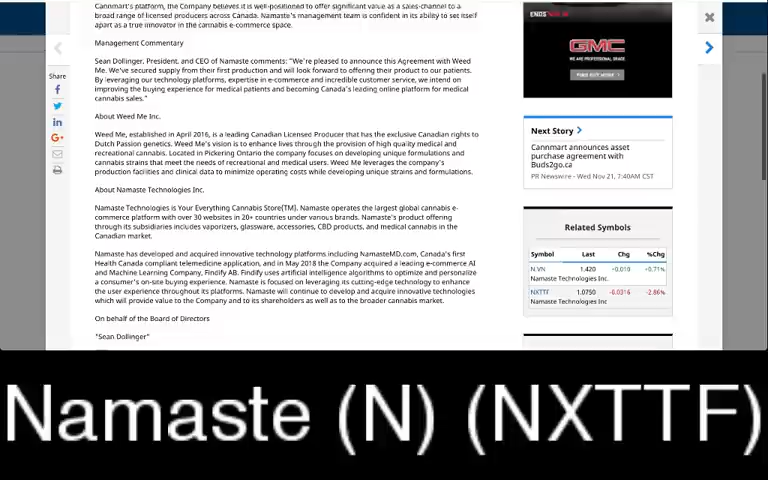 Cannmart's platform, the Company believes it is well-positioned to offer significant value as a sales-channel to a
broad range of licensed producers across Canada. Namaste's management team is confident in its ability to set itself
apart as a true innovator in the cannabis e-commerce space.
Management Commentary
Sean Dollinger, President, and CEO of Namaste comments: "We're pleased to announce this Agreement with Weed
Me. We've secured supply from their first production and will look forward to offering their product to our patients.
By leveraging our technology platforms, expertise in e-commerce and incredible customer service, we intend on
improving the buying experience for medical patients and becoming Canada's leading online platform for medical
cannabis sales."
About Weed Me Inc.
Weed Me, established in April 2016, is a leading Canadian Licensed Producer that has the exclusive Canadian rights to
Dutch Passion genetics. Weed Me's vision is to enhance lives through the provision of high quality medical and
recreational cannabis. Located in Pickering Ontario the company focuses on developing unique formulations and
cannabis strains that meet the needs of recreational and medical users. Weed Me leverages the company's
production facilities and clinical data to minimize operating costs while developing unique strains and formulations.
About Namaste Technologies Inc.
Namaste Technologies is Your Everything Cannabis Store[TM]. Namaste operates the largest global cannabis e-
commerce platform with over 30 websites in 20+ countries under various brands. Namaste's product offering
through its subsidiaries includes vaporizers, glassware, accessories, CBD products, and medical cannabis in the
Canadian market.
Namaste has developed and acquired innovative technology platforms including NamasteMD.com, Canada's first
Health Canada compliant telemedicine application, and in May 2018 the Company acquired a leading e-commerce AI
and Machine Learning Company, Findify AB. Findify uses artificial intelligence algorithms to optimize and personalize
a consumer's on-site buying experience. Namaste is focused on leveraging its cutting-edge technology to enhance
the user experience throughout its platforms. Namaste will continue to develop and acquire innovative technologies
which will provide value to the Company and to its shareholders as well as to the broader cannabis market.
On behalf of the Board of Directors
"Sean Dollinger"
Share
f
in
G+
ENDS
GMC
WE ARE PROFESSIONAL GRADE
FIND OUT MORE
Next Story
Cannmart announces asset
purchase agreement with
Buds2go.ca
PR Newswire - Wed Nov 21, 7:40AM CST
Related Symbols
Symbol Last Chg %Chg
N.VN 1.420 +0.010 +0.71%
Namaste Technologies Inc.
NXTTF 1.0750 -0.0316 -2.86%
Namaste Technologies Inc
Namaste (N) (NXTTF)